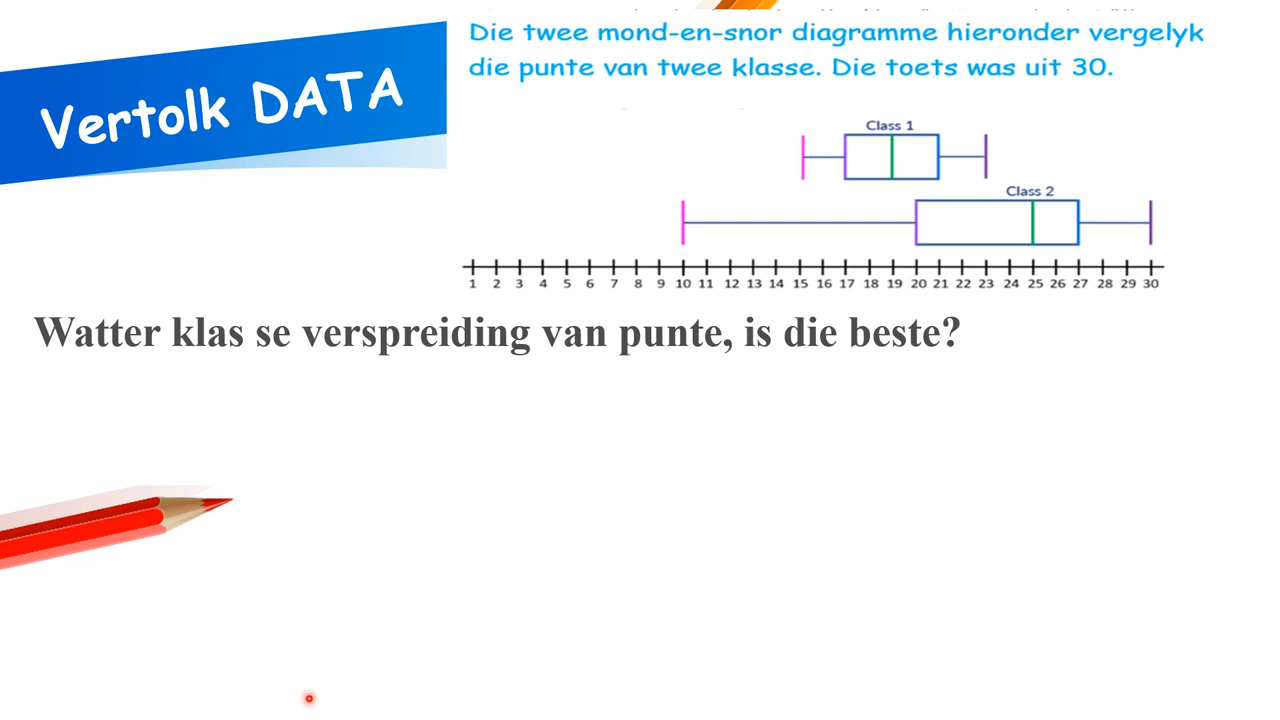 Vertolk DATA
Die twee mond-en-snor diagramme hieronder vergelyk
die punte van twee klasse. Die toets was uit 30.
Class 1
Class 2
1 2 3 4 5 6 7 8 9 10 11 12 13 14 15 16 17 18 19 20 21 22 23 24 25 26 27 28 29 30
Watter klas se verspreiding van punte, is die beste?